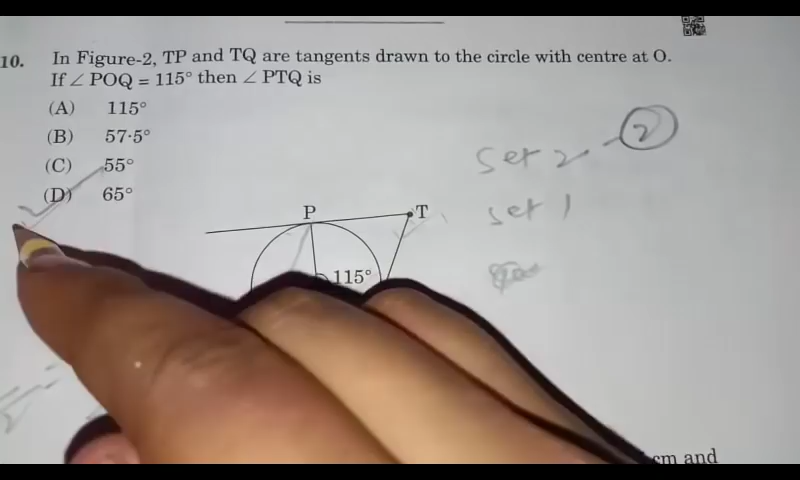 10. In Figure-2, TP and TQ are tangents drawn to the circle with centre at O.
If ∠ POQ = 115° then ∠ PTQ is
(A) 115°
(B) 57·5°
(C) 55°
(D) 65°
set 2 - 2
set 1
P
T
115°
cm and